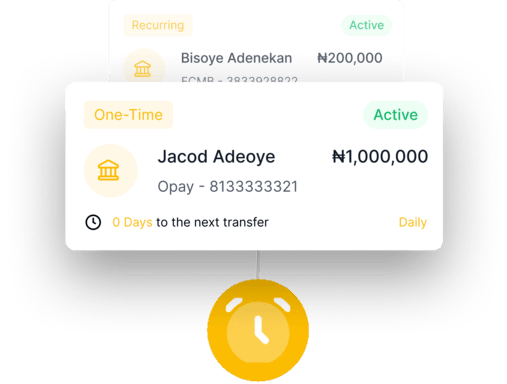 Recurring Active
Bisoye Adenekan ₦200,000
FCMB - 3833928822
One-Time Active
Jacod Adeoye ₦1,000,000
Opay - 8133333321
0 Days to the next transfer Daily